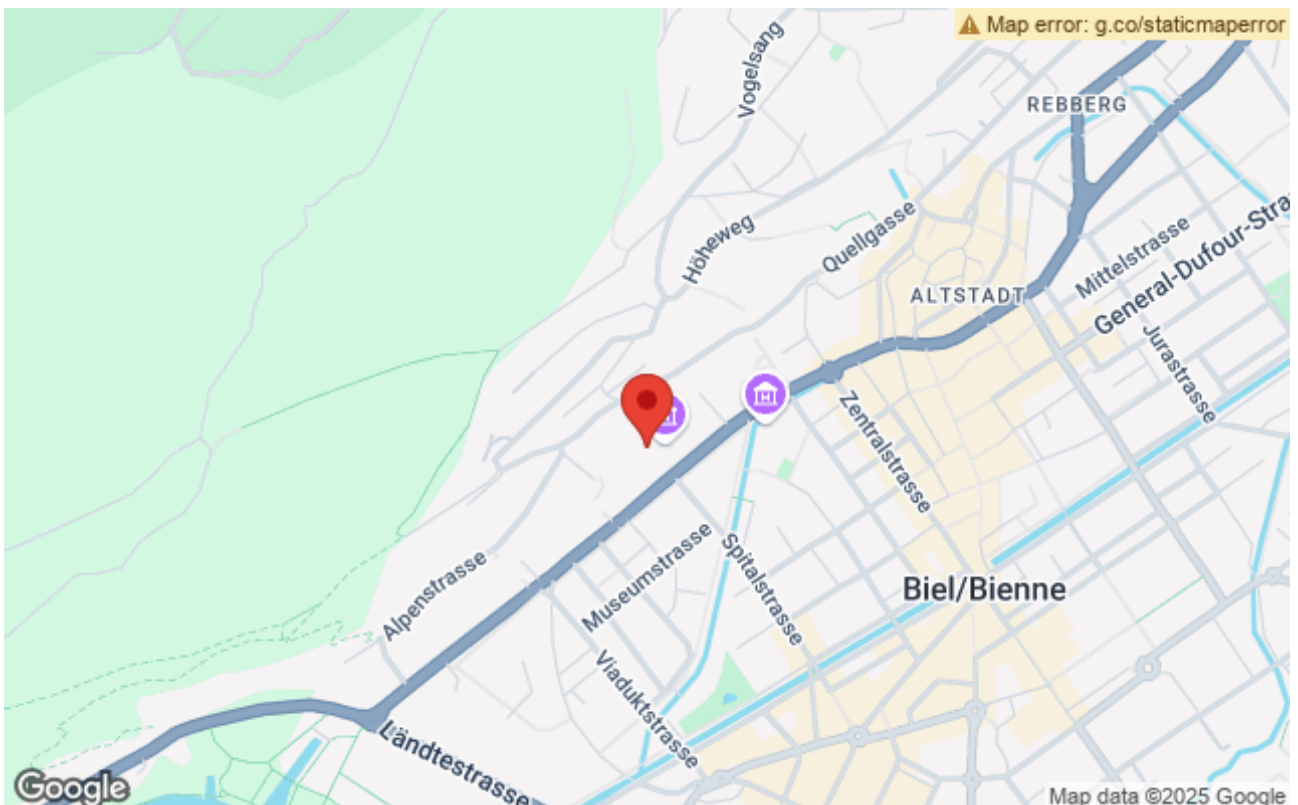 Map error: g.co/staticmaperror
Vogelsang
REBBERG
Höheweg
Quellgasse
Mittelstrasse
General-Dufour-Stra
ALTSTADT
Jurastrasse
Zentralstrasse
Museumstrasse
Spitalstrasse
Alpenstrasse
Biel/Bienne
Viaduktstrasse
Ländtestrasse
Google
Map data ©2025 Google